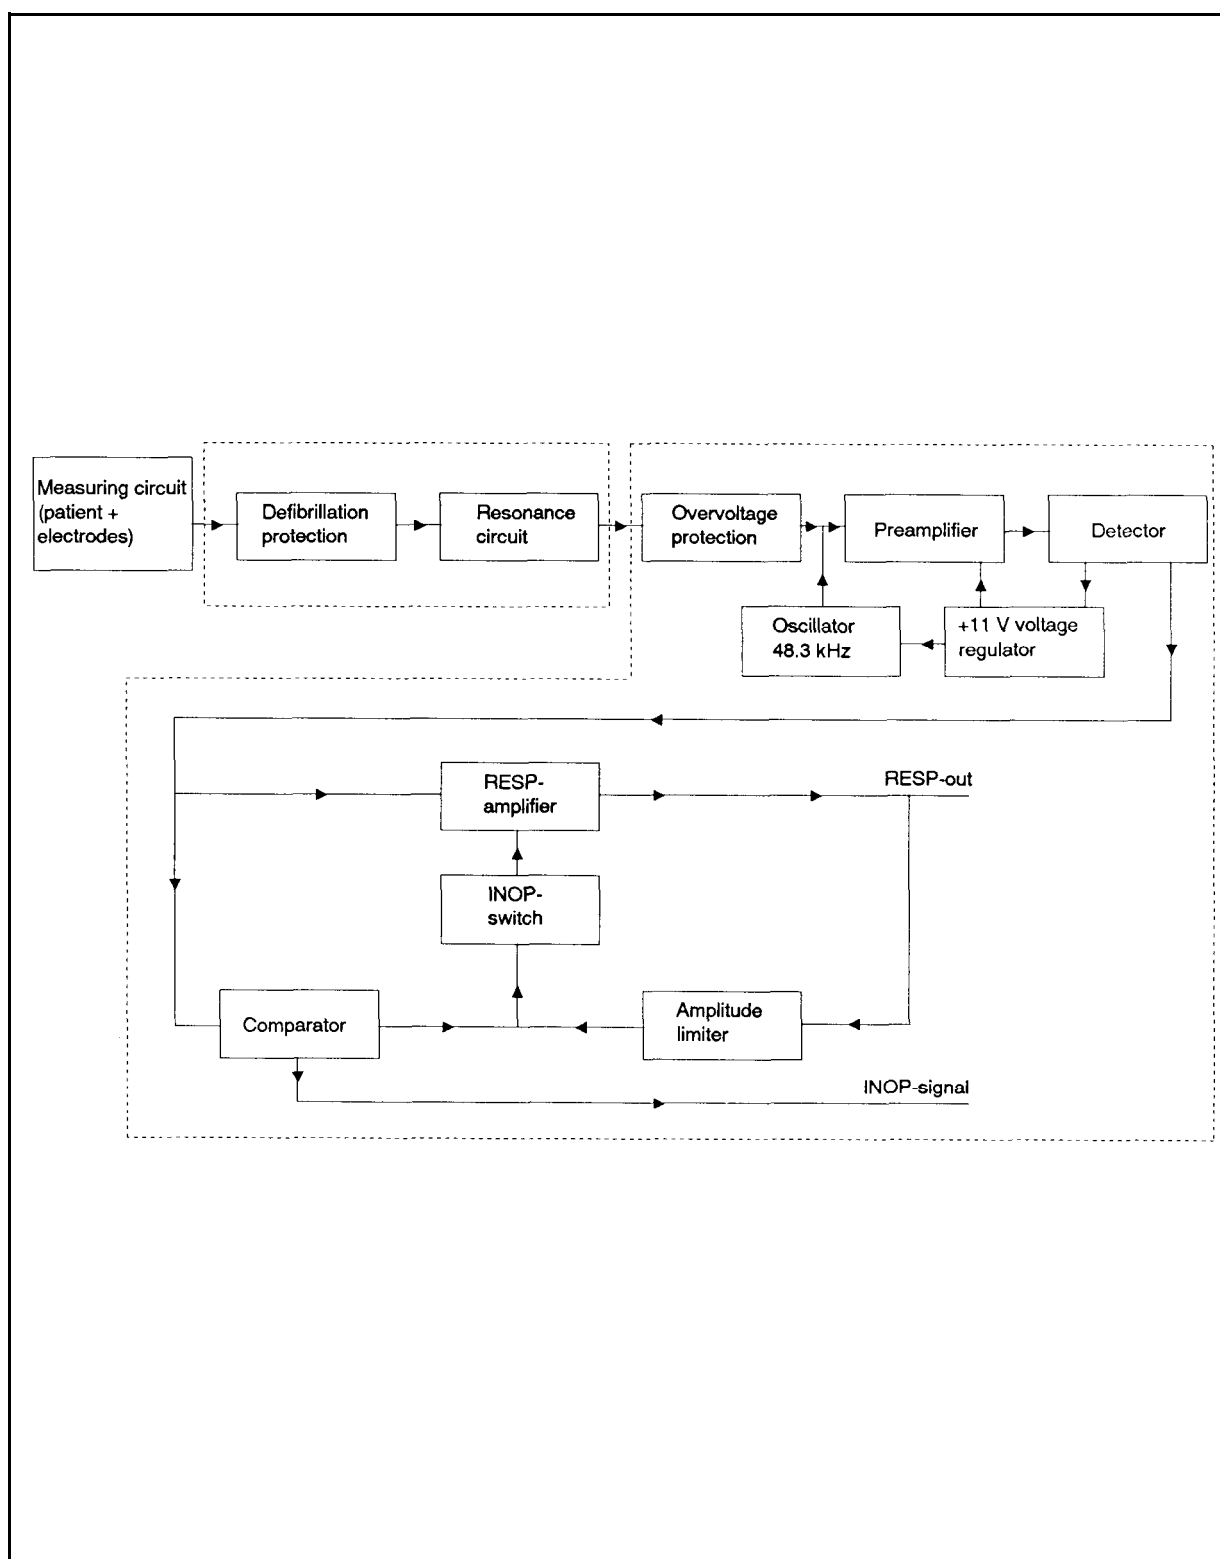 Measuring circuit
(patient +
electrodes)
Defibrillation
protection
Resonance
circuit
Overvoltage
protection
Preamplifier
Detector
Oscillator
48.3 kHz
+11 V voltage
regulator
RESP-
amplifier
RESP-out
INOP-
switch
Comparator
Amplitude
limiter
INOP-signal